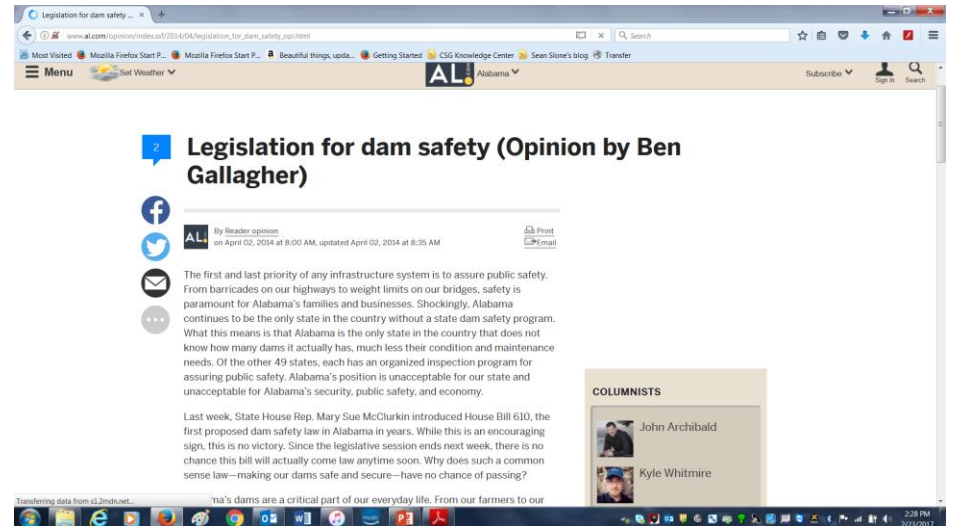 Legislation for dam safety ... × +
www.al.com/opinion/index.ssf/2014/04/legislation_for_dam_safety_opi.html
Search
Most Visited Mozilla Firefox Start P... Mozilla Firefox Start P... Beautiful things, upda... Getting Started CSG Knowledge Center Sean Slone's blog Transfer
Menu Set Weather AL Alabama Subscribe Sign In Search
2
Legislation for dam safety (Opinion by Ben
Gallagher)
AL By Reader opinion
on April 02, 2014 at 8:00 AM, updated April 02, 2014 at 8:35 AM
Print
Email
The first and last priority of any infrastructure system is to assure public safety.
From barricades on our highways to weight limits on our bridges, safety is
paramount for Alabama's families and businesses. Shockingly, Alabama
continues to be the only state in the country without a state dam safety program.
What this means is that Alabama is the only state in the country that does not
know how many dams it actually has, much less their condition and maintenance
needs. Of the other 49 states, each has an organized inspection program for
assuring public safety. Alabama's position is unacceptable for our state and
unacceptable for Alabama's security, public safety, and economy.
Last week, State House Rep. Mary Sue McClurkin introduced House Bill 610, the
first proposed dam safety law in Alabama in years. While this is an encouraging
sign, this is no victory. Since the legislative session ends next week, there is no
chance this bill will actually come law anytime soon. Why does such a common
sense law—making our dams safe and secure—have no chance of passing?
ma's dams are a critical part of our everyday life. From our farmers to our
COLUMNISTS
John Archibald
Kyle Whitmire
Transferring data from s1.2mdn.net...
2:28 PM
2/23/2017